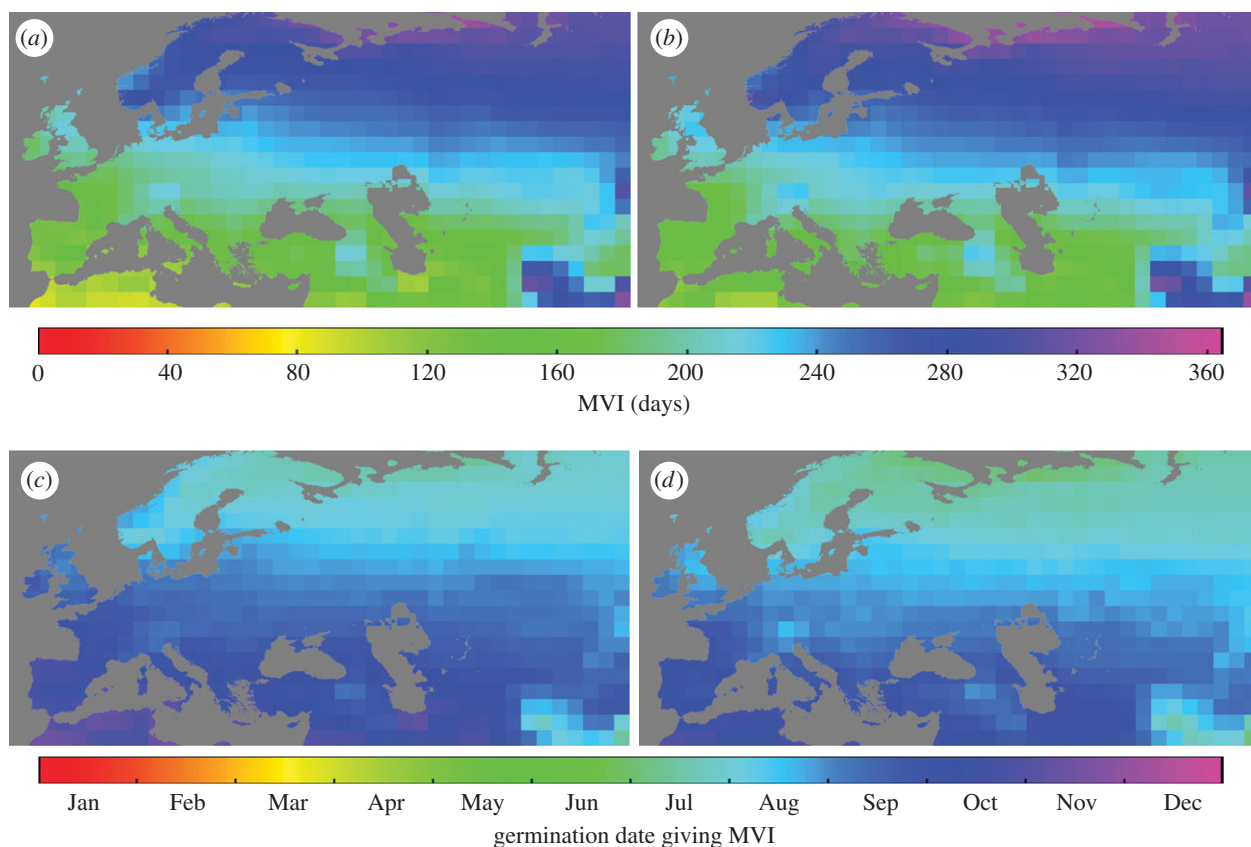 (a) (b)
0 40 80 120 160 200 240 280 320 360
MVI (days)
(c) (d)
Jan Feb Mar Apr May Jun Jul Aug Sep Oct Nov Dec
germination date giving MVI